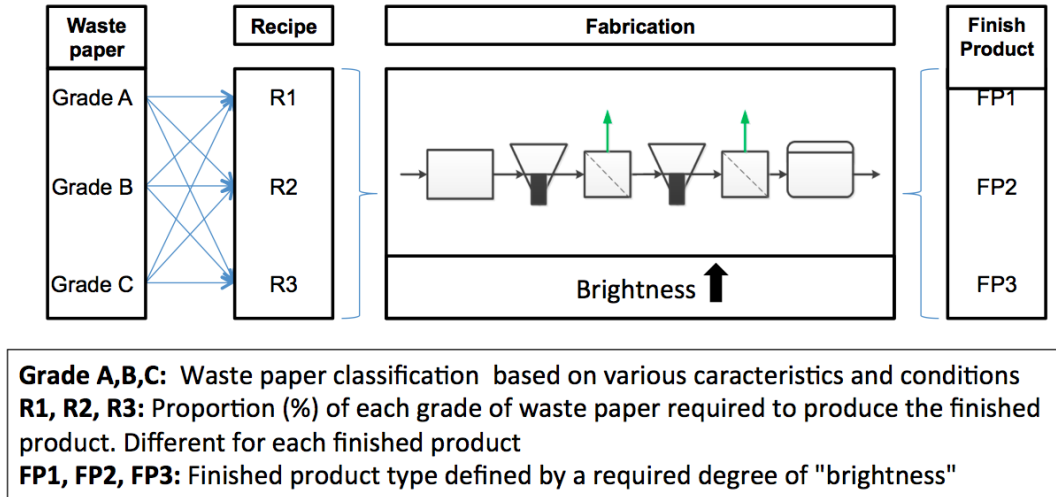 Waste
paper
Recipe
Fabrication
Finish
Product
Grade A
R1
FP1
Grade B
R2
FP2
Grade C
R3
FP3
Brightness
Grade A,B,C: Waste paper classification based on various caracteristics and conditions
R1, R2, R3: Proportion (%) of each grade of waste paper required to produce the finished
product. Different for each finished product
FP1, FP2, FP3: Finished product type defined by a required degree of "brightness"